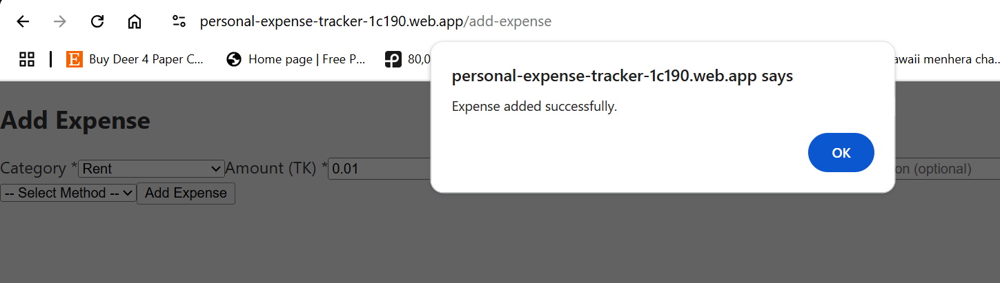 personal-expense-tracker-1c190.web.app/add-expense
Buy Deer 4 Paper C... Home page | Free P... 80,0 awaii menhera cha...
personal-expense-tracker-1c190.web.app says
Expense added successfully.
OK
Add Expense
Category * Rent Amount (TK) * 0.01 on (optional)
-- Select Method -- Add Expense